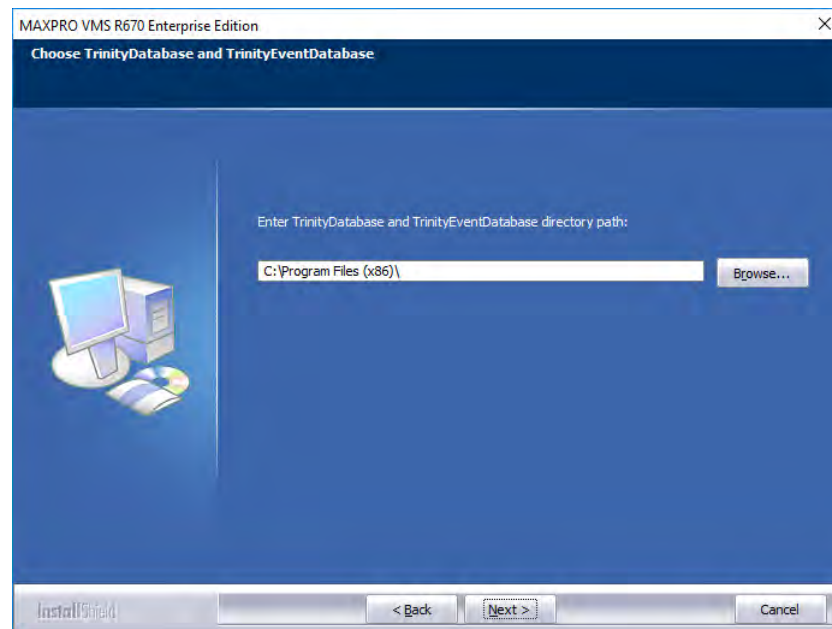 MAXPRO VMS R670 Enterprise Edition
Choose TrinityDatabase and TrinityEventDatabase
Enter TrinityDatabase and TrinityEventDatabase directory path:
C:\Program Files (x86)\
Browse...
InstallShield
< Back
Next >
Cancel